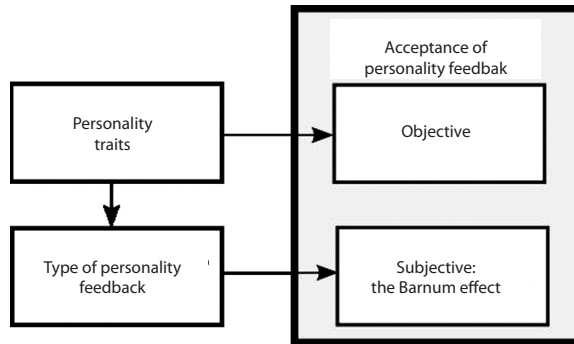 Acceptance of
personality feedbak
Personality
traits
Objective
Type of personality
feedback
Subjective:
the Barnum effect